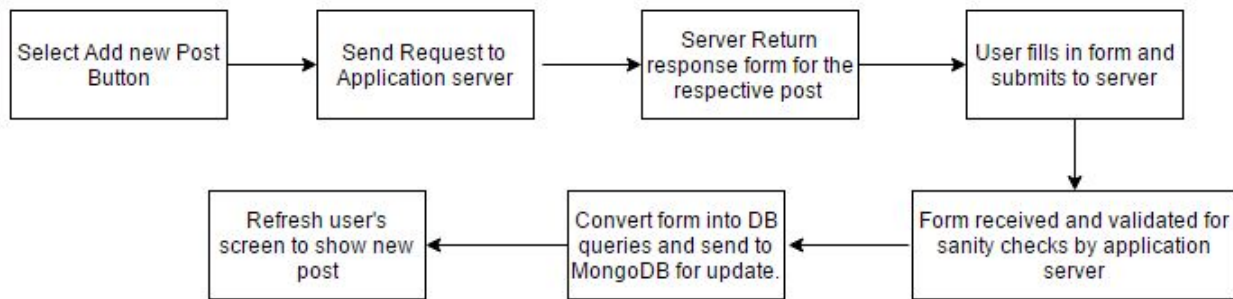 Select Add new Post
Button
Send Request to
Application server
Server Return
response form for the
respective post
User fills in form and
submits to server
Form received and validated for
sanity checks by application
server
Convert form into DB
queries and send to
MongoDB for update.
Refresh user's
screen to show new
post